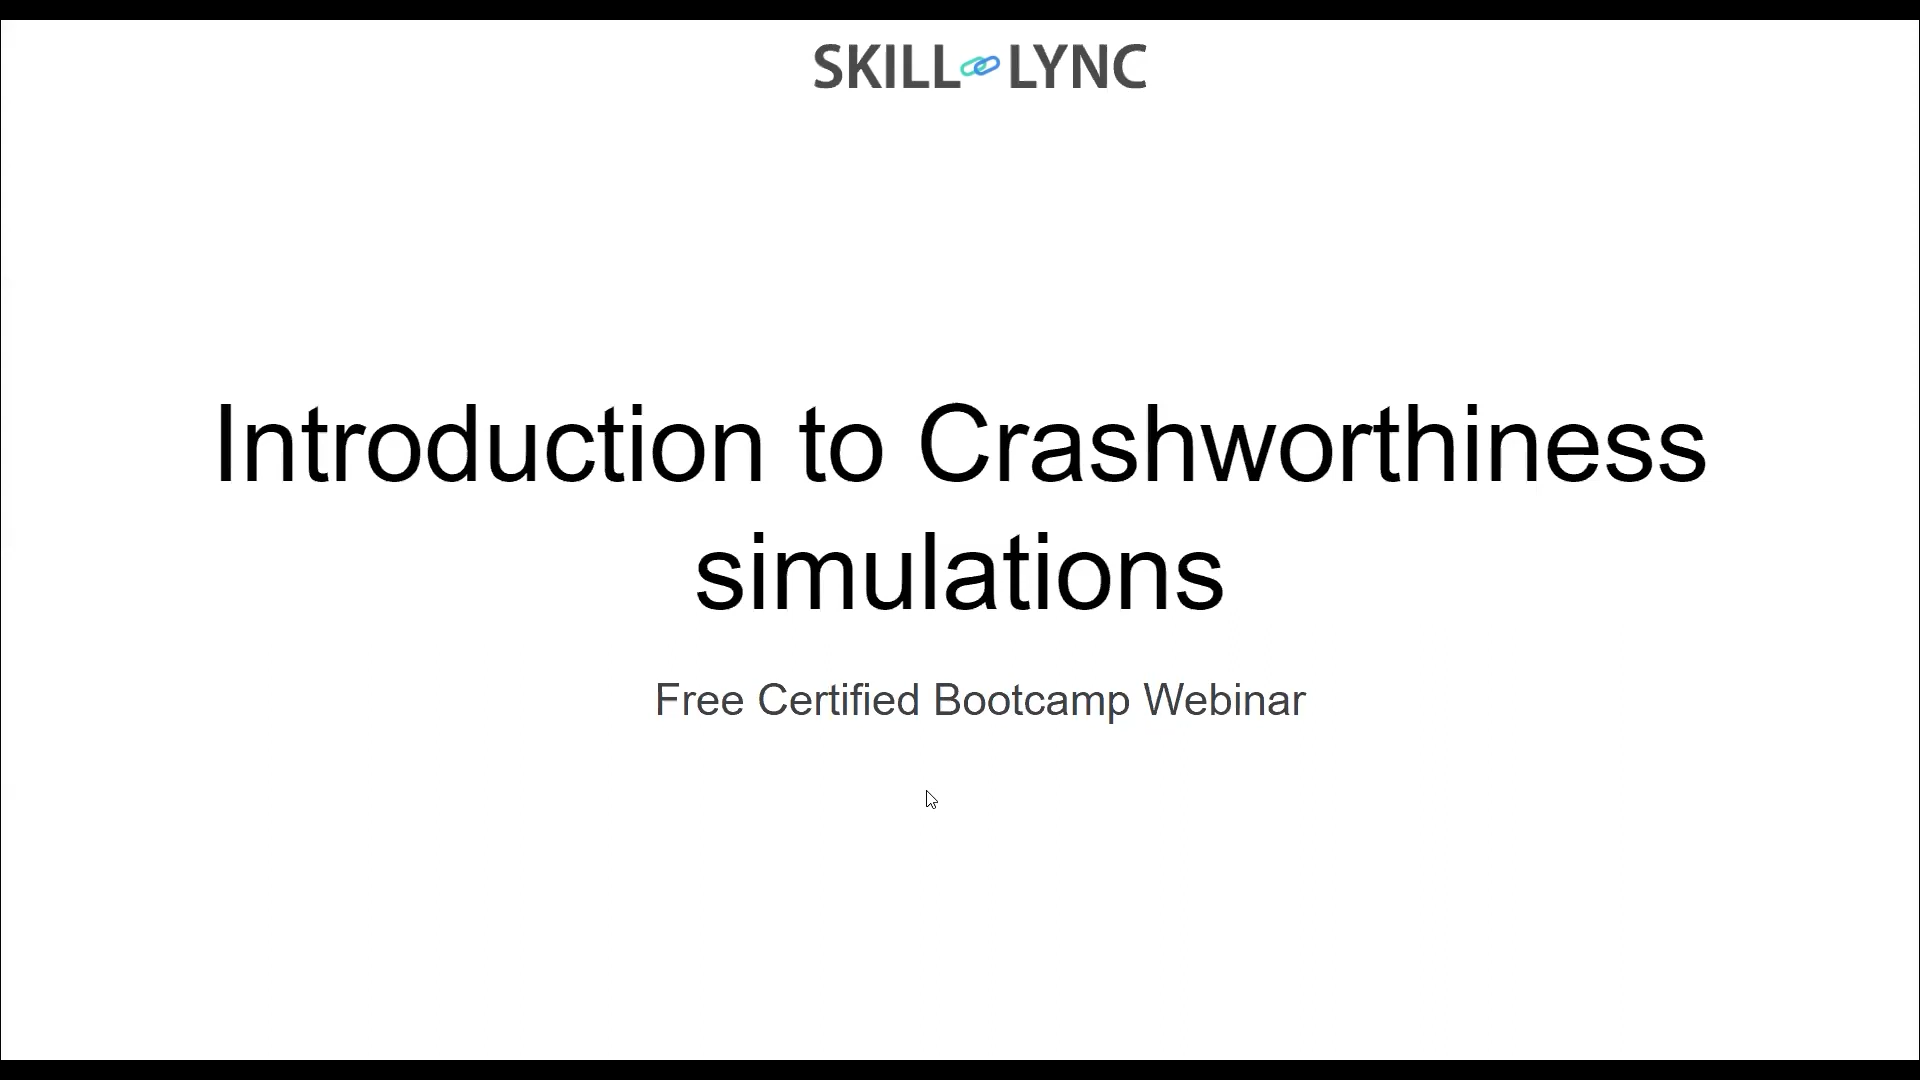 SKILL LYNC
Introduction to Crashworthiness
simulations
Free Certified Bootcamp Webinar